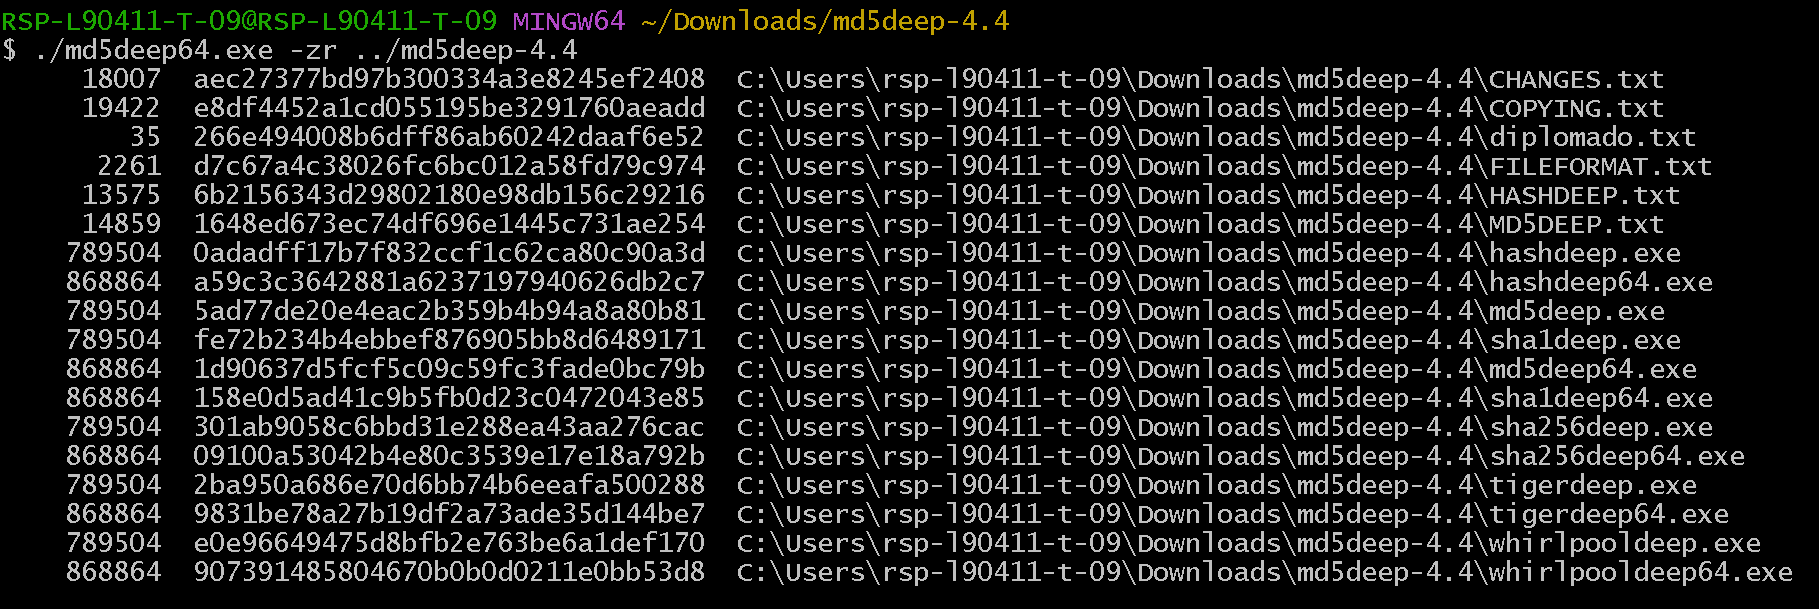 RSP-L90411-T-09@RSP-L90411-T-09 MINGW64 ~/Downloads/md5deep-4.4
$ ./md5deep64.exe -zr ../md5deep-4.4
18007 aec27377bd97b300334a3e8245ef2408 C:\Users\rsp-l90411-t-09\Downloads\md5deep-4.4\CHANGES.txt
19422 e8df4452a1cd055195be3291760aeadd C:\Users\rsp-l90411-t-09\Downloads\md5deep-4.4\COPYING.txt
35 266e494008b6dff86ab60242daaf6e52 C:\Users\rsp-l90411-t-09\Downloads\md5deep-4.4\diplomado.txt
2261 d7c67a4c38026fc6bc012a58fd79c974 C:\Users\rsp-l90411-t-09\Downloads\md5deep-4.4\FILEFORMAT.txt
13575 6b2156343d29802180e98db156c29216 C:\Users\rsp-l90411-t-09\Downloads\md5deep-4.4\HASHDEEP.txt
14859 1648ed673ec74df696e1445c731ae254 C:\Users\rsp-l90411-t-09\Downloads\md5deep-4.4\MD5DEEP.txt
789504 0adadff17b7f832ccf1c62ca80c90a3d C:\Users\rsp-l90411-t-09\Downloads\md5deep-4.4\hashdeep.exe
868864 a59c3c3642881a6237197940626db2c7 C:\Users\rsp-l90411-t-09\Downloads\md5deep-4.4\hashdeep64.exe
789504 5ad77de20e4eac2b359b4b94a8a80b81 C:\Users\rsp-l90411-t-09\Downloads\md5deep-4.4\md5deep.exe
789504 fe72b234b4ebbef876905bb8d6489171 C:\Users\rsp-l90411-t-09\Downloads\md5deep-4.4\sha1deep.exe
868864 1d90637d5fcf5c09c59fc3fade0bc79b C:\Users\rsp-l90411-t-09\Downloads\md5deep-4.4\md5deep64.exe
868864 158e0d5ad41c9b5fb0d23c0472043e85 C:\Users\rsp-l90411-t-09\Downloads\md5deep-4.4\sha1deep64.exe
789504 301ab9058c6bbd31e288ea43aa276cac C:\Users\rsp-l90411-t-09\Downloads\md5deep-4.4\sha256deep.exe
868864 09100a53042b4e80c3539e17e18a792b C:\Users\rsp-l90411-t-09\Downloads\md5deep-4.4\sha256deep64.exe
789504 2ba950a686e70d6bb74b6eeafa500288 C:\Users\rsp-l90411-t-09\Downloads\md5deep-4.4\tigerdeep.exe
868864 9831be78a27b19df2a73ade35d144be7 C:\Users\rsp-l90411-t-09\Downloads\md5deep-4.4\tigerdeep64.exe
789504 e0e96649475d8bfb2e763be6a1def170 C:\Users\rsp-l90411-t-09\Downloads\md5deep-4.4\whirlpooldeep.exe
868864 907391485804670b0b0d0211e0bb53d8 C:\Users\rsp-l90411-t-09\Downloads\md5deep-4.4\whirlpooldeep64.exe